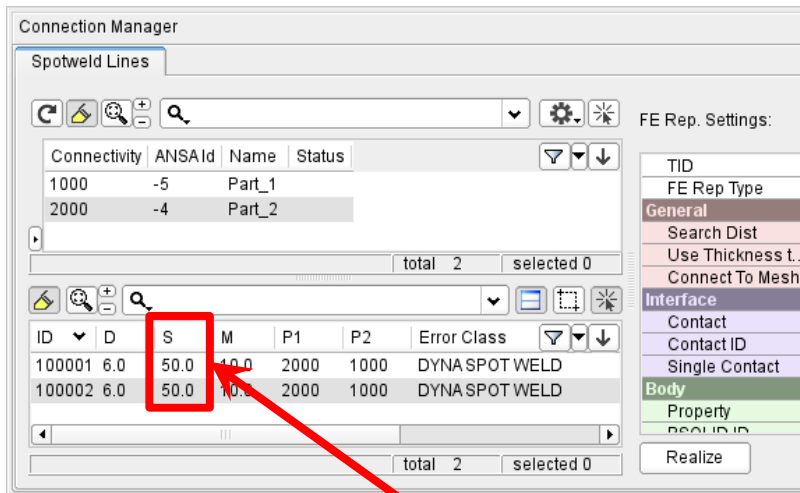 Connection Manager
Spotweld Lines
FE Rep. Settings:
Connectivity ANSA Id Name Status
1000 -5 Part_1
2000 -4 Part_2
total 2 selected 0
ID D S M P1 P2 Error Class
100001 6.0 50.0 10.0 2000 1000 DYNA SPOT WELD
100002 6.0 50.0 10.0 2000 1000 DYNA SPOT WELD
total 2 selected 0
TID
FE Rep Type
General
Search Dist
Use Thickness t..
Connect To Mesh
Interface
Contact
Contact ID
Single Contact
Body
Property
Realize